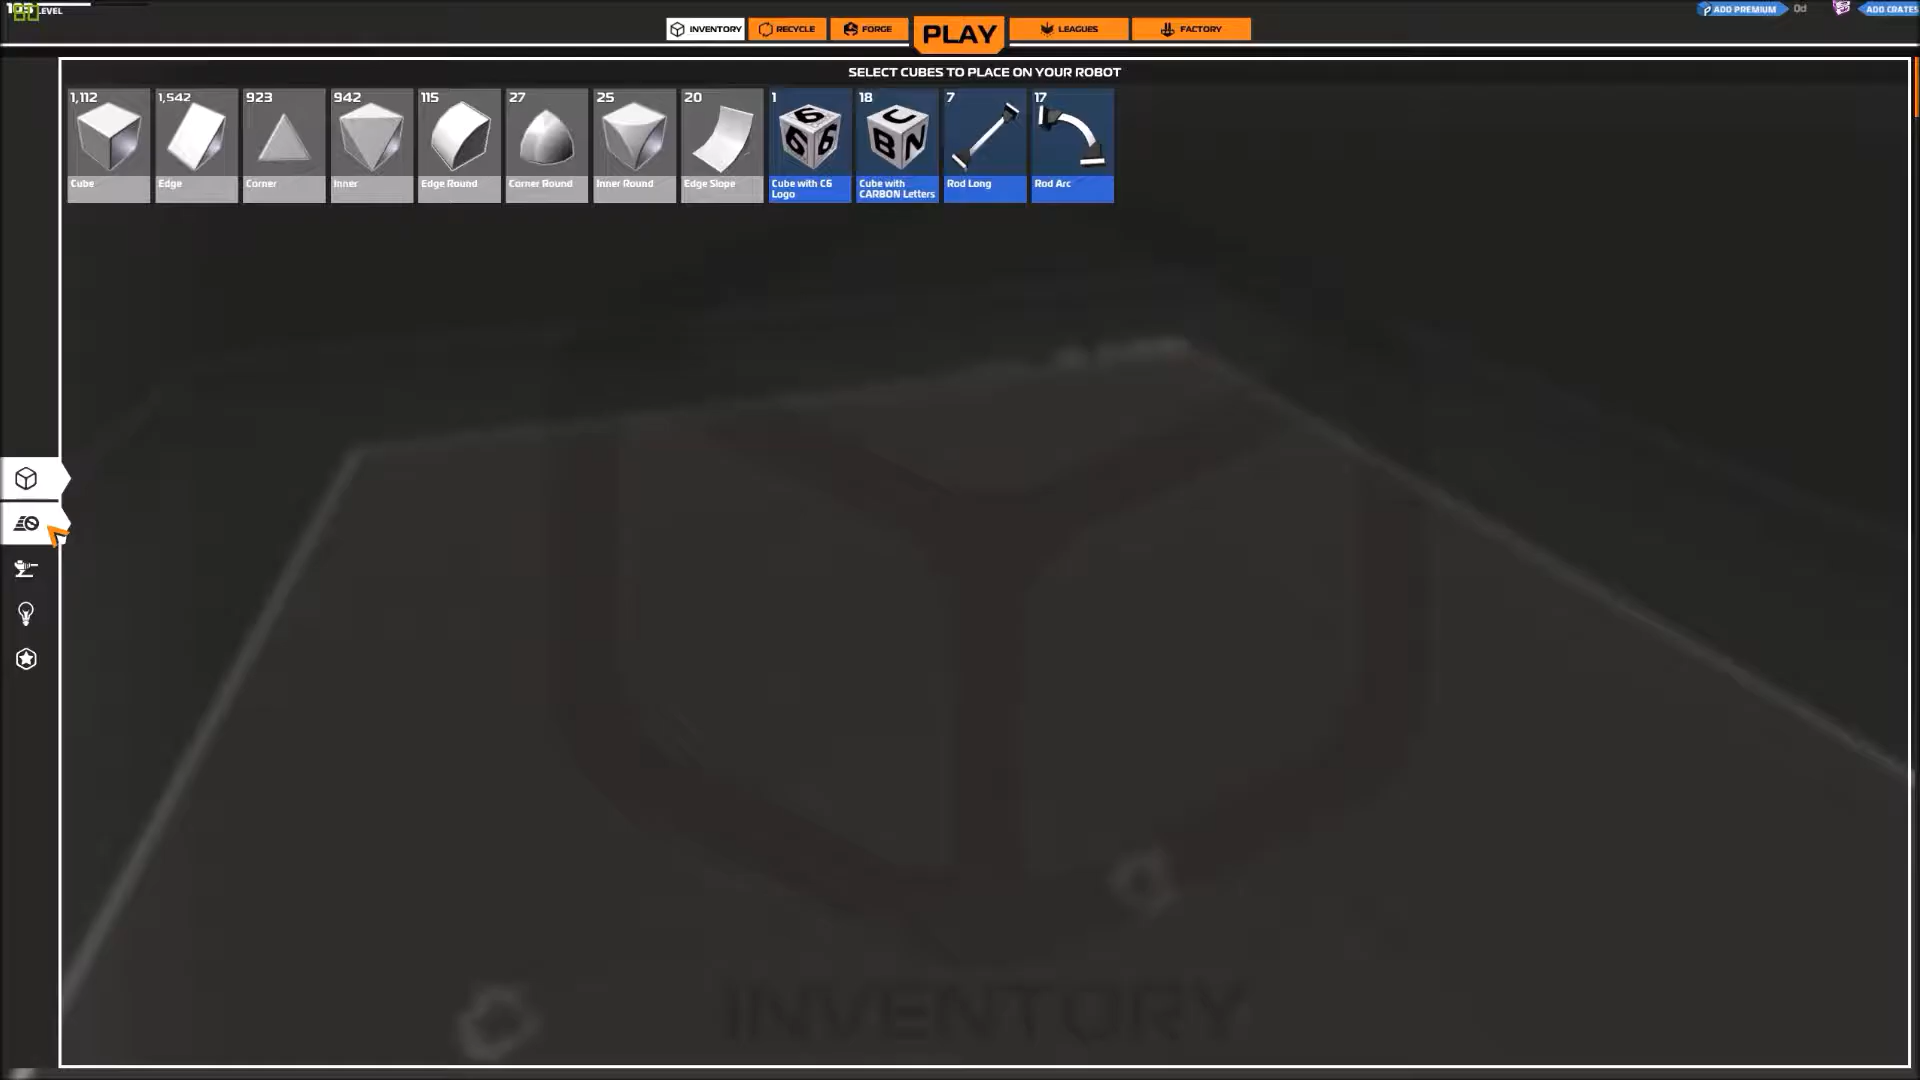 LEVEL
INVENTORY
RECYCLE
FORGE
PLAY
LEAGUES
FACTORY
ADD PREMIUM
0d
ADD CRATES
SELECT CUBES TO PLACE ON YOUR ROBOT
1,112
1,542
923
942
115
27
25
20
1
18
7
17
Cube
Edge
Corner
Inner
Edge Round
Corner Round
Inner Round
Edge Slope
Cube with C6
Logo
Cube with
CARBON Letters
Rod Long
Rod Arc
INVENTORY